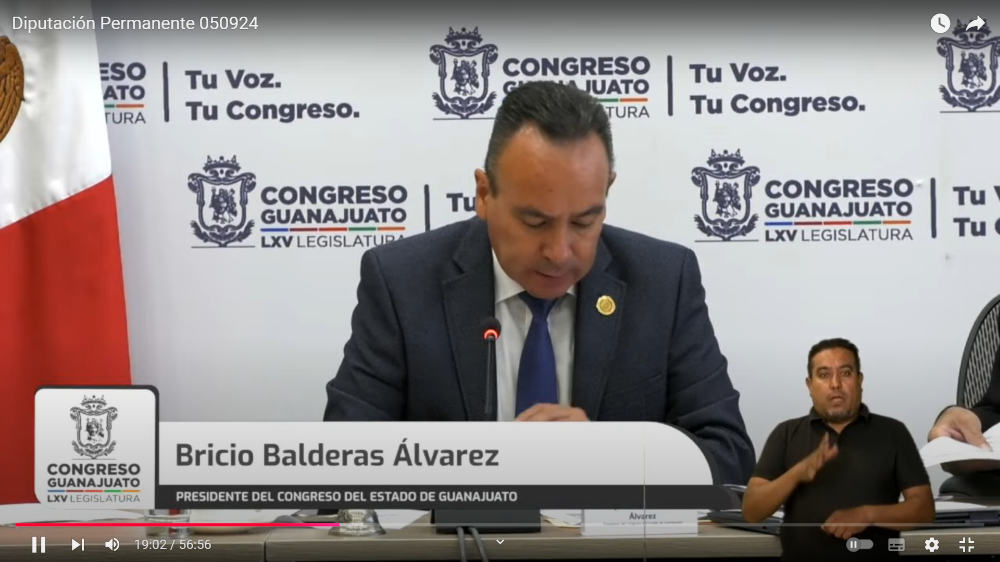 Diputación Permanente 050924
ESO
ATO
TURA
Tu Voz.
Tu Congreso.
CONGRESO
GUANAJUATO
TURA
Tu Voz.
Tu Congreso.
CONGRESO
GUANAJUATO
LXV LEGISLATURA
Tu
CONGRESO
GUANAJUATO
LXV LEGISLATURA
Tu V
Tu C
CONGRESO
GUANAJUATO
LXV LEGISLATURA
Bricio Balderas Álvarez
PRESIDENTE DEL CONGRESO DEL ESTADO DE GUANAJUATO
Álvarez
19:02 / 56:56